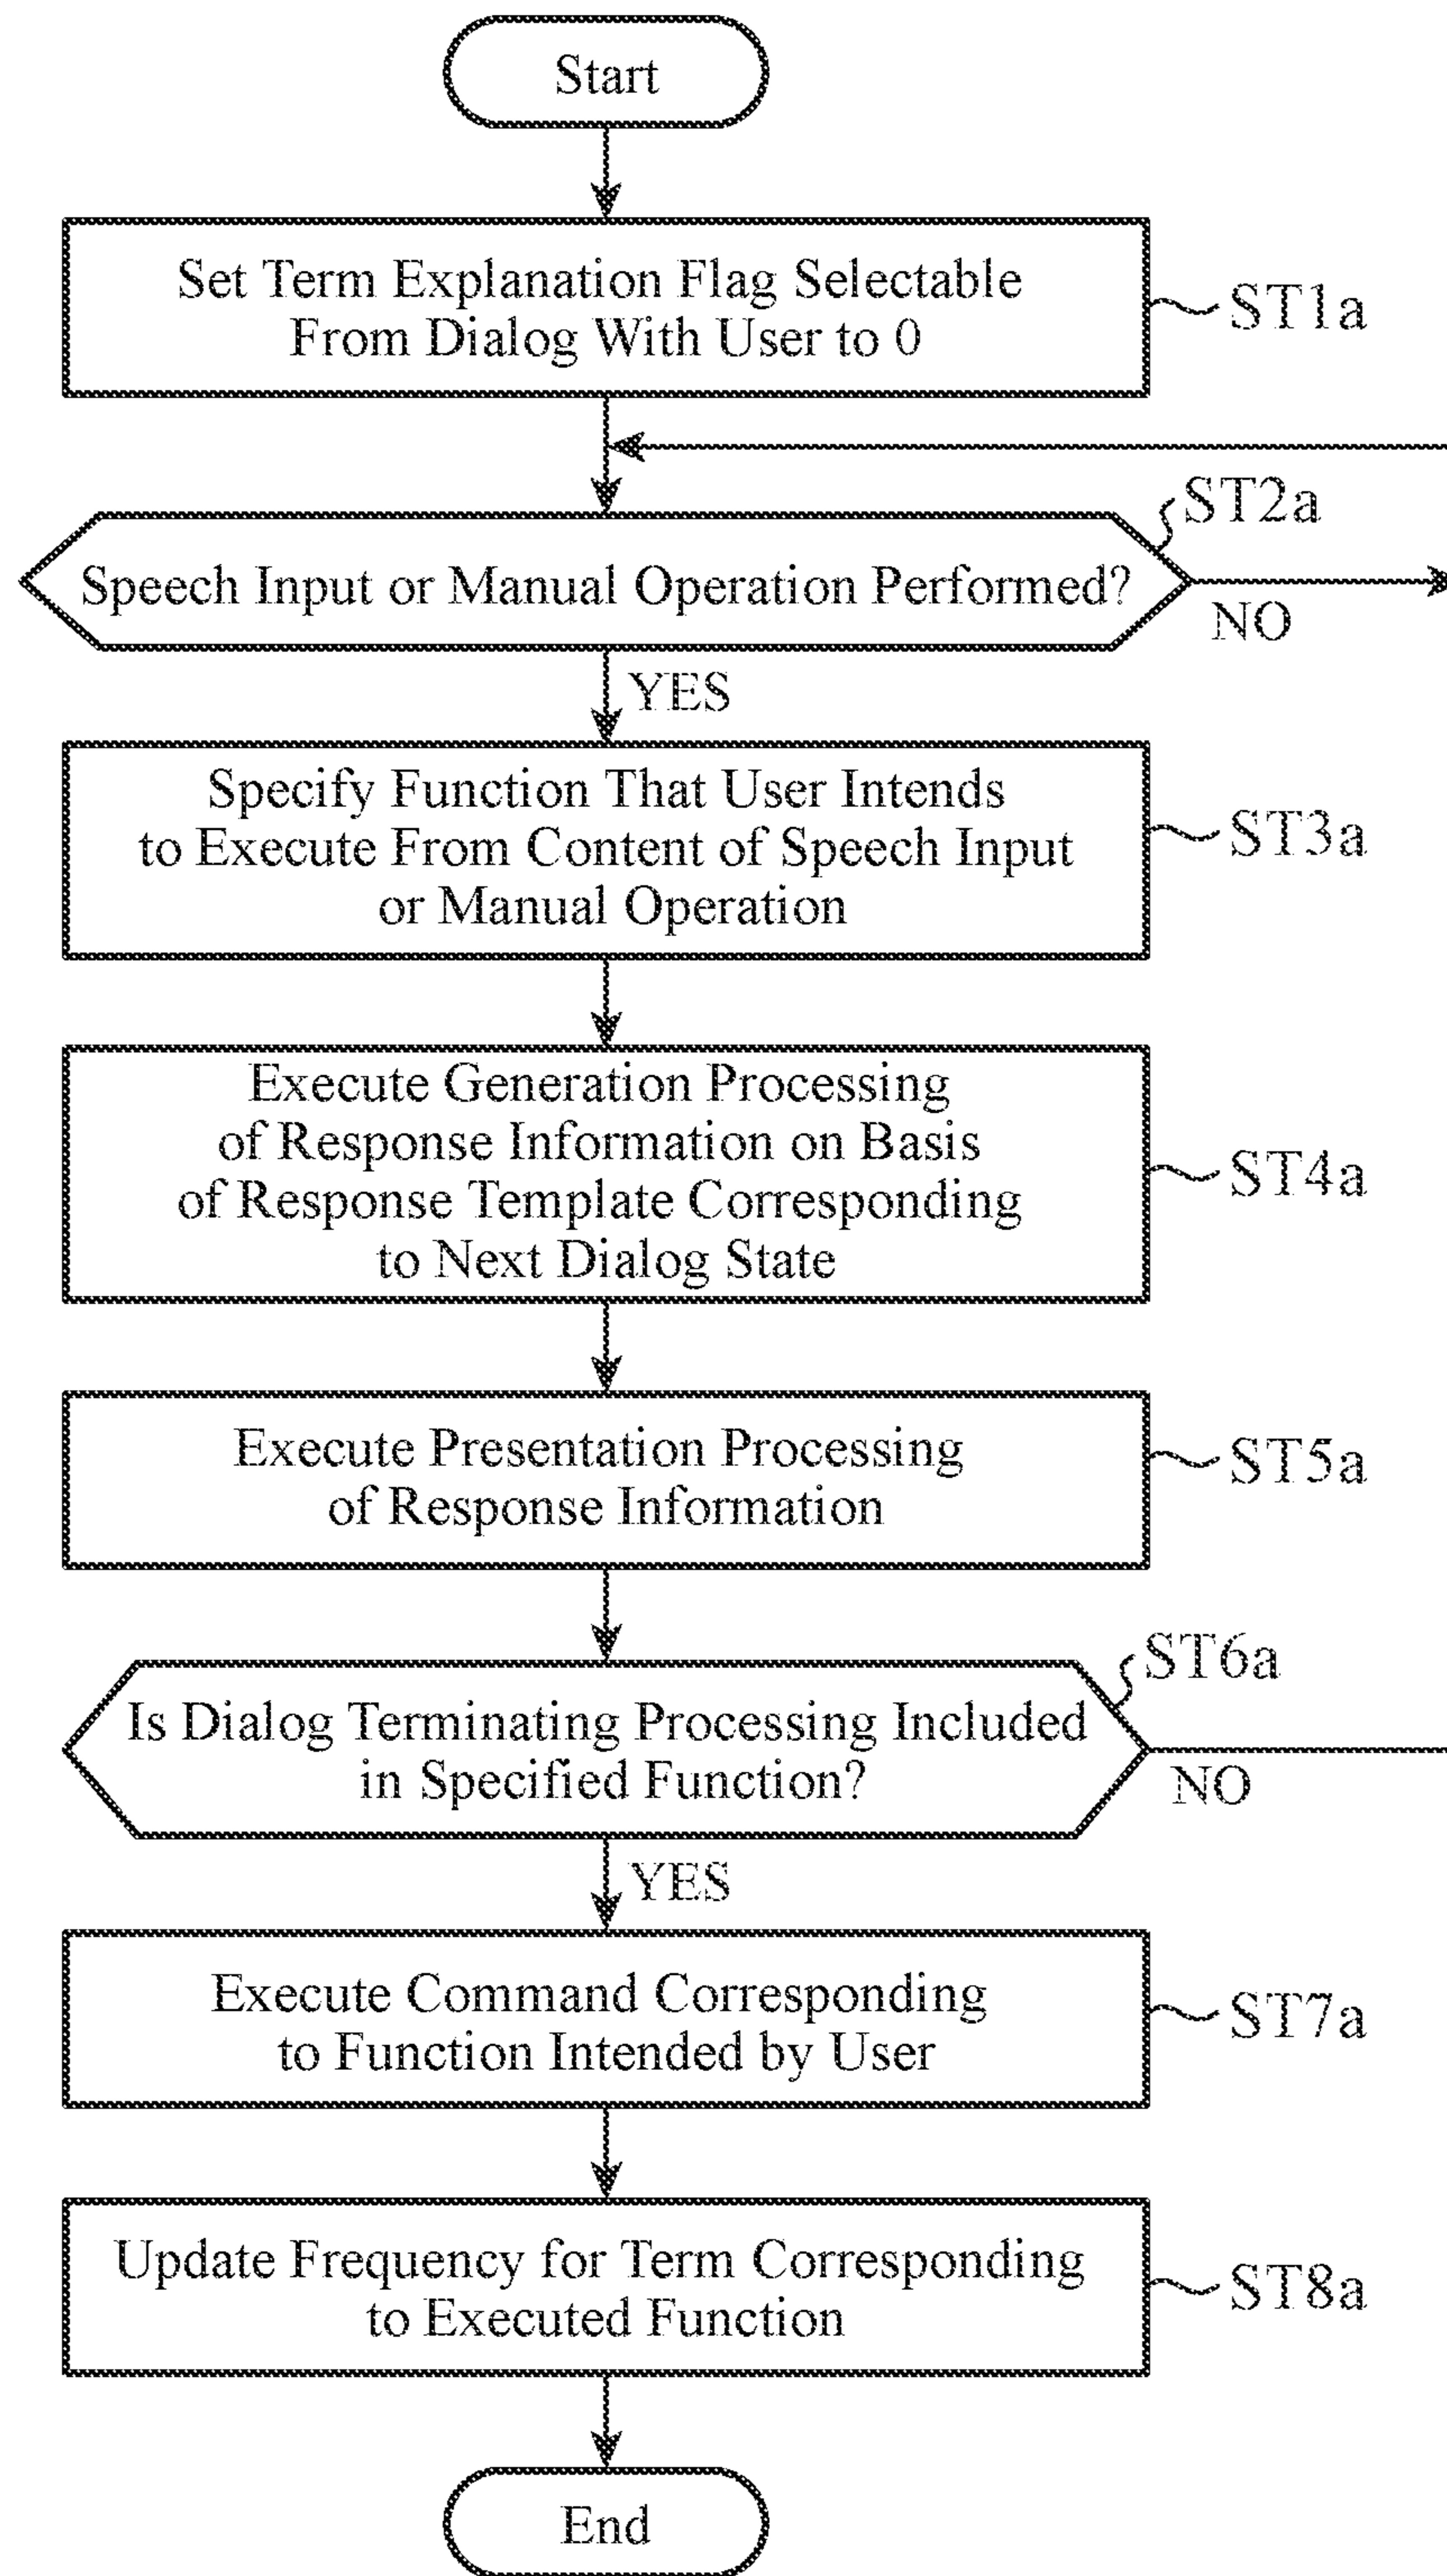 Start
Set Term Explanation Flag Selectable
From Dialog With User to 0
ST1a
ST2a
Speech Input or Manual Operation Performed?
NO
YES
Specify Function That User Intends
to Execute From Content of Speech Input
or Manual Operation
ST3a
Execute Generation Processing
of Response Information on Basis
of Response Template Corresponding
to Next Dialog State
ST4a
Execute Presentation Processing
of Response Information
ST5a
ST6a
Is Dialog Terminating Processing Included
in Specified Function?
NO
YES
Execute Command Corresponding
to Function Intended by User
ST7a
Update Frequency for Term Corresponding
to Executed Function
ST8a
End